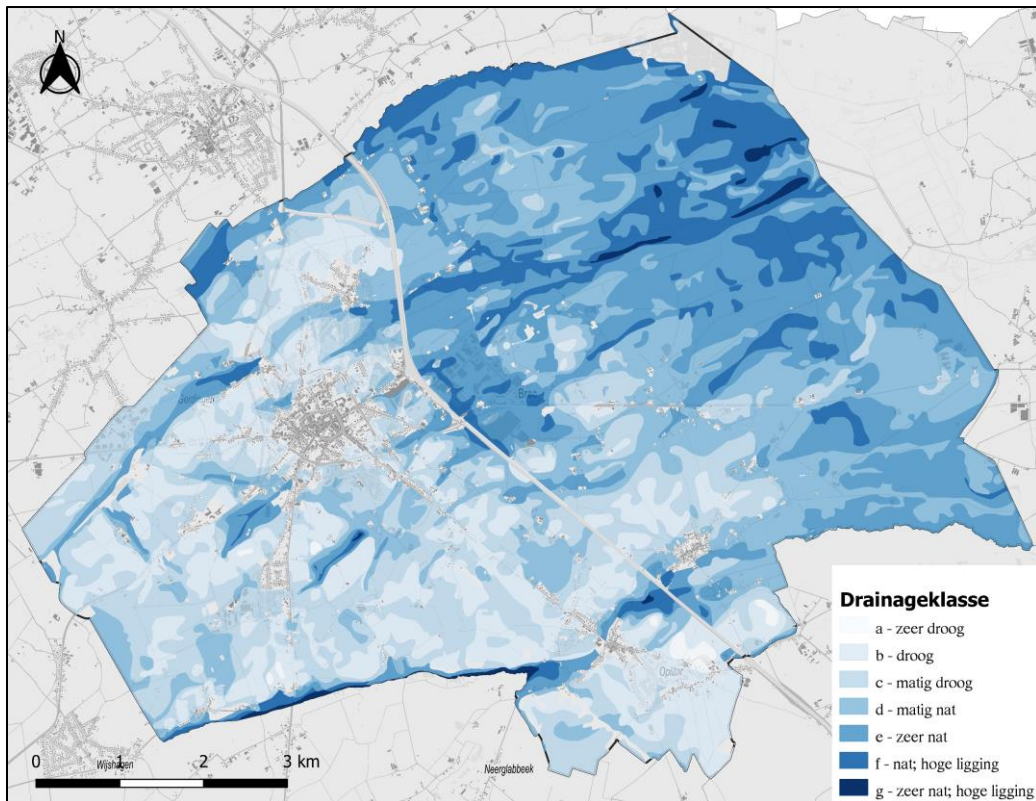 N
Drainageklasse
a - zeer droog
b - droog
c - matig droog
d - matig nat
e - zeer nat
f - nat; hoge ligging
g - zeer nat; hoge ligging
0 1 2 3 km
Wijshagen
Neerglabbeek